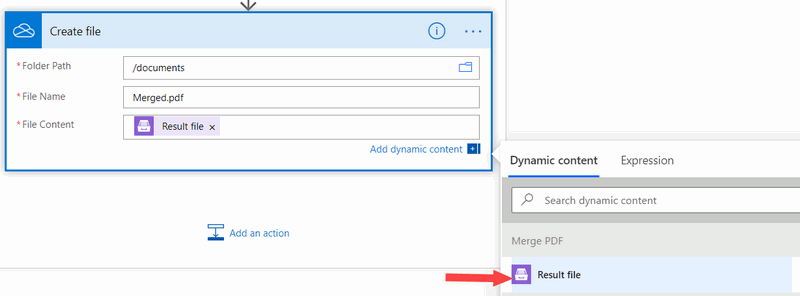 Create file
*Folder Path
/documents
*File Name
Merged.pdf
*File Content
Result file ×
Add dynamic content
Dynamic content
Expression
Search dynamic content
Add an action
Merge PDF
Result file